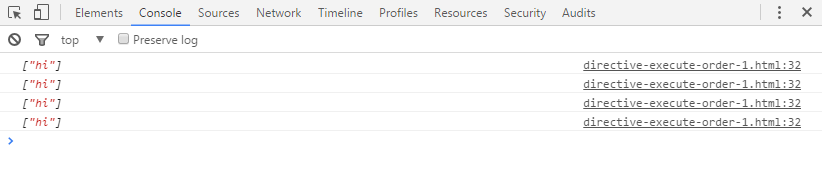 Elements Console Sources Network Timeline Profiles Resources Security Audits
top Preserve log
["hi"] directive-execute-order-1.html:32
["hi"] directive-execute-order-1.html:32
["hi"] directive-execute-order-1.html:32
["hi"] directive-execute-order-1.html:32